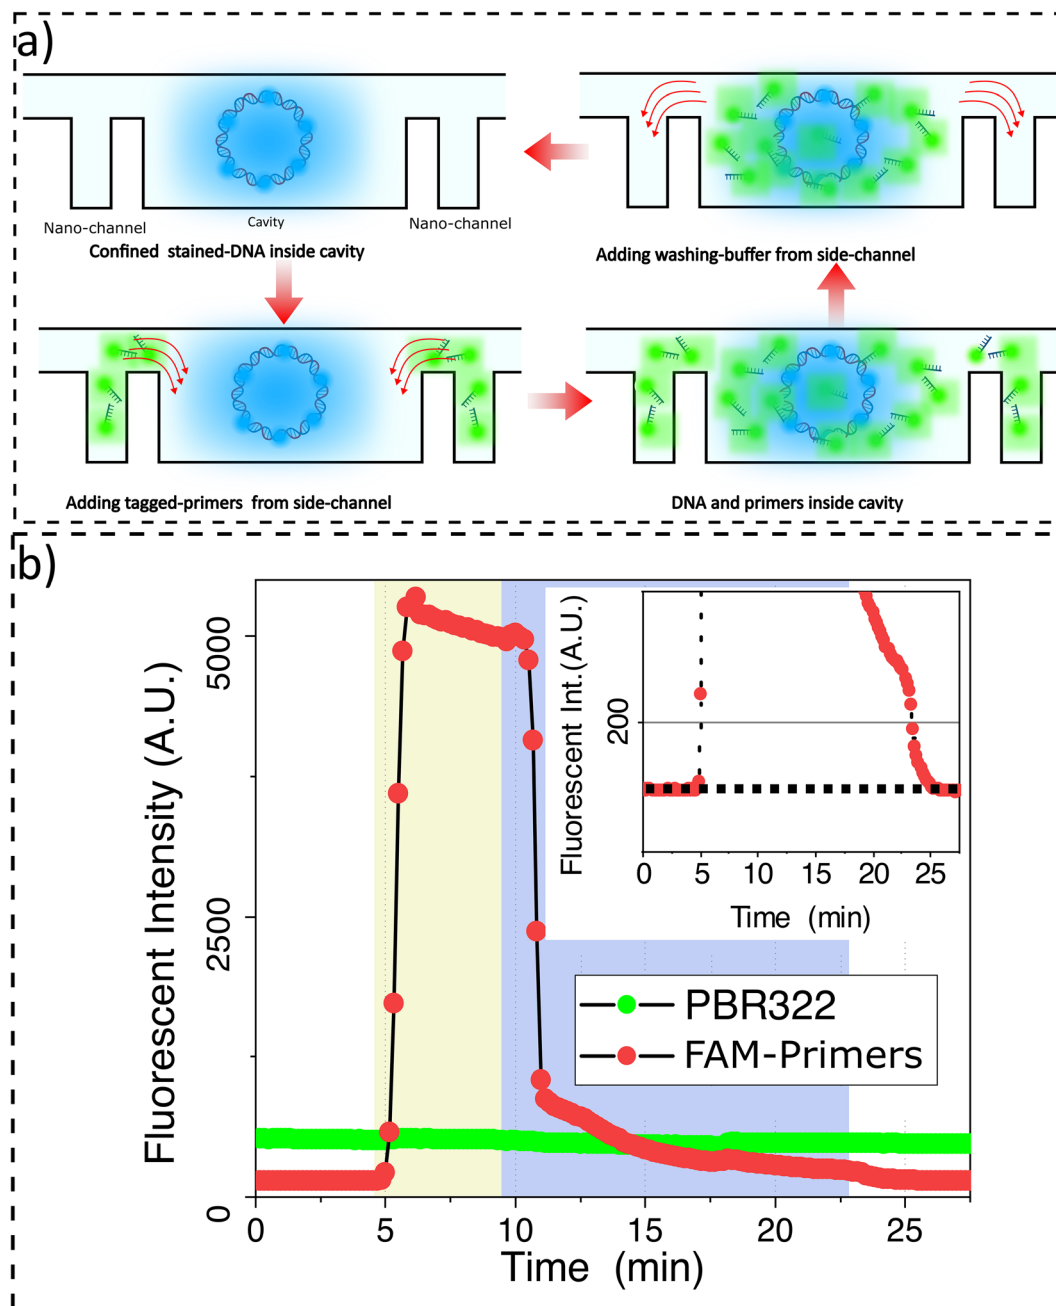 a)
Nano-channel
Cavity
Nano-channel
Confined stained-DNA inside cavity
Adding washing-buffer from side-channel
Adding tagged-primers from side-channel
DNA and primers inside cavity
b)
Fluorescent Intensity (A.U.)
5000
2500
0
0 5 10 15 20 25
Time (min)
Fluorescent Int.(A.U.)
200
0 5 10 15 20 25
Time (min)
PBR322
FAM-Primers